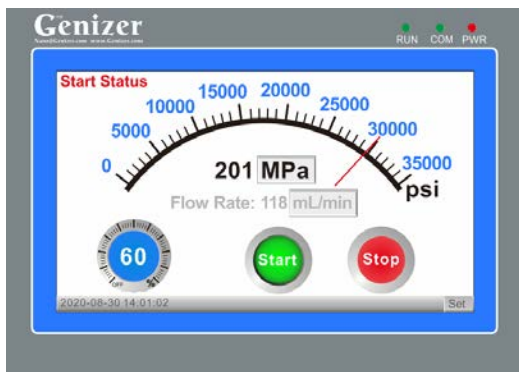 Genizer
RUN COM PWR
Start Status
0
5000
10000
15000
20000
25000
30000
35000
psi
201 MPa
Flow Rate: 118 mL/min
60
OFF %
Start
Stop
2020-08-30 14:01:02
Set